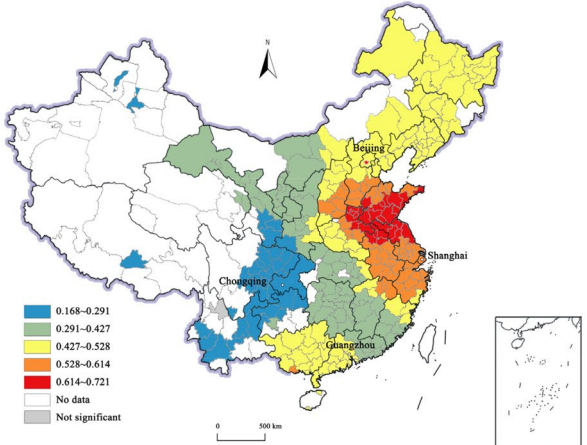 N
Beijing
Shanghai
Chongqing
Guangzhou
0.168~0.291
0.291~0.427
0.427~0.528
0.528~0.614
0.614~0.721
No data
Not significant
0 500 km